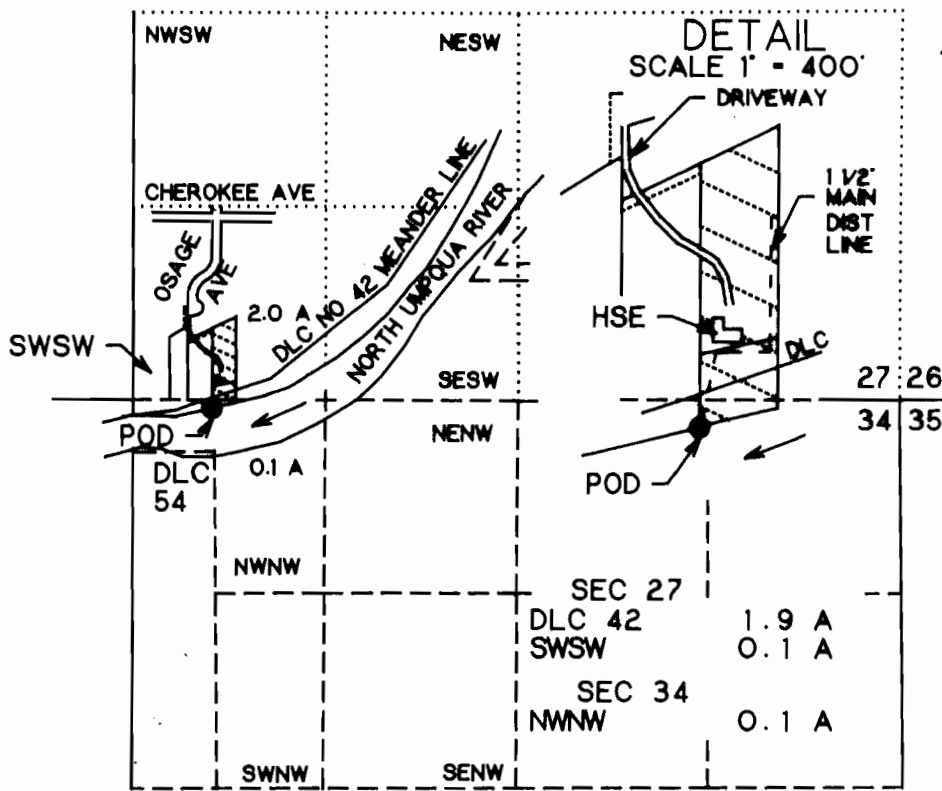 NWSW
NESW
DETAIL
SCALE 1" = 400'
DRIVEWAY
CHEROKEE AVE
OSAGE
AVE
DLC NO 42 MEANDER LINE
NORTH UMPQUA RIVER
1 1/2"
MAIN
DIST
LINE
2.0 A
HSE
DLC
SWSW
SESW
27 26
34 35
POD
NENW
0.1 A
DLC
54
POD
NWNW
SEC 27
DLC 42 1.9 A
SWSW 0.1 A
SEC 34
NWNW 0.1 A
SWNW
SENW